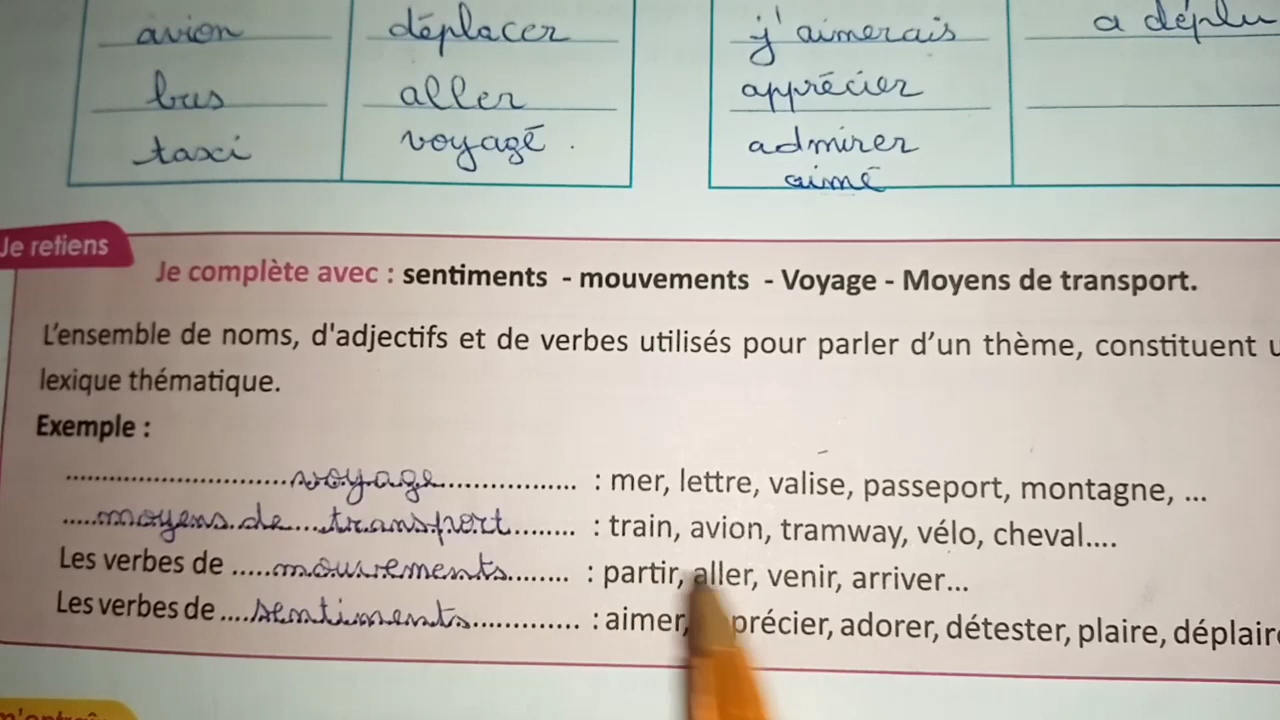 avion déplacer j'aimerais a déplu
bus aller apprécier
taxi voyagé . admirer
aimé
Je retiens
Je complète avec : sentiments - mouvements - Voyage - Moyens de transport.
L'ensemble de noms, d'adjectifs et de verbes utilisés pour parler d'un thème, constituent
lexique thématique.
Exemple :
..............................voyage.................. : mer, lettre, valise, passeport, montagne, ...
.....moyens.de...transport......... : train, avion, tramway, vélo, cheval....
Les verbes de .....mouvements........ : partir, aller, venir, arriver...
Les verbes de ....sentiments............. : aimer, adorer, détester, plaire,